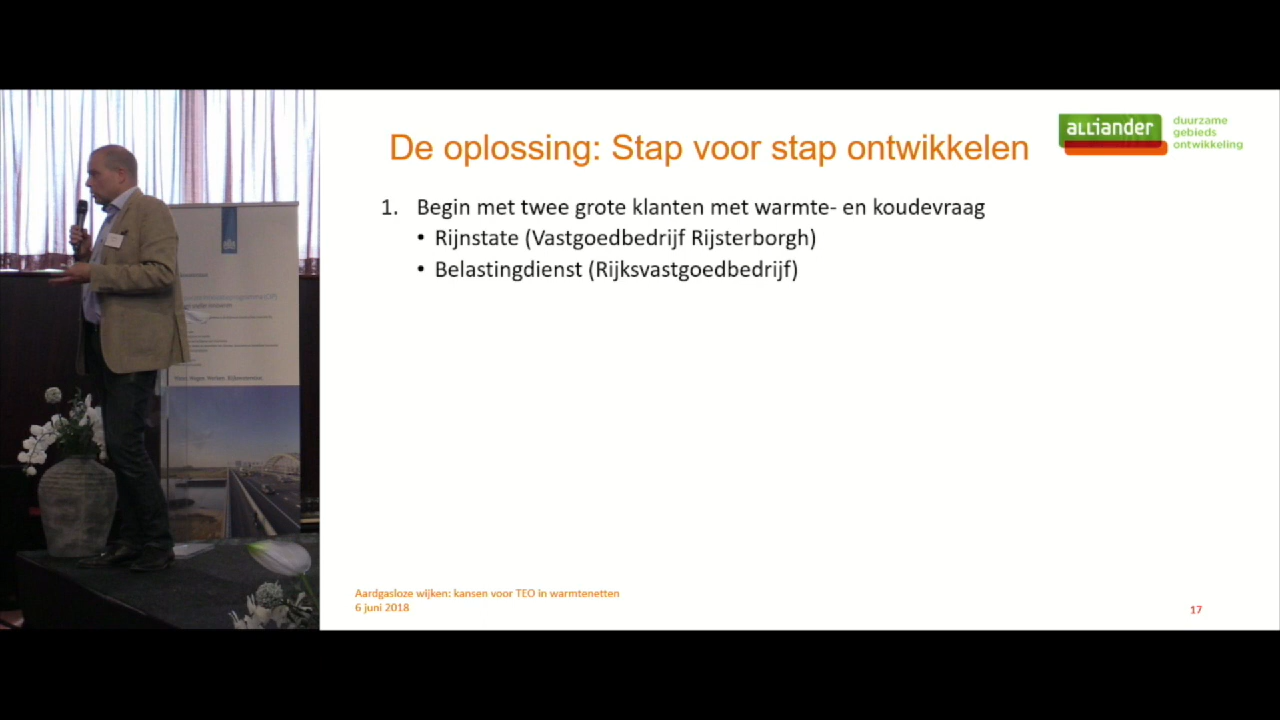 De oplossing: Stap voor stap ontwikkelen
alliander
duurzame
gebieds
ontwikkeling
1. Begin met twee grote klanten met warmte- en koudevraag
• Rijnstate (Vastgoedbedrijf Rijsterborgh)
• Belastingdienst (Rijksvastgoedbedrijf)
Aardgasloze wijken: kansen voor TEO in warmtenetten
6 juni 2018
17